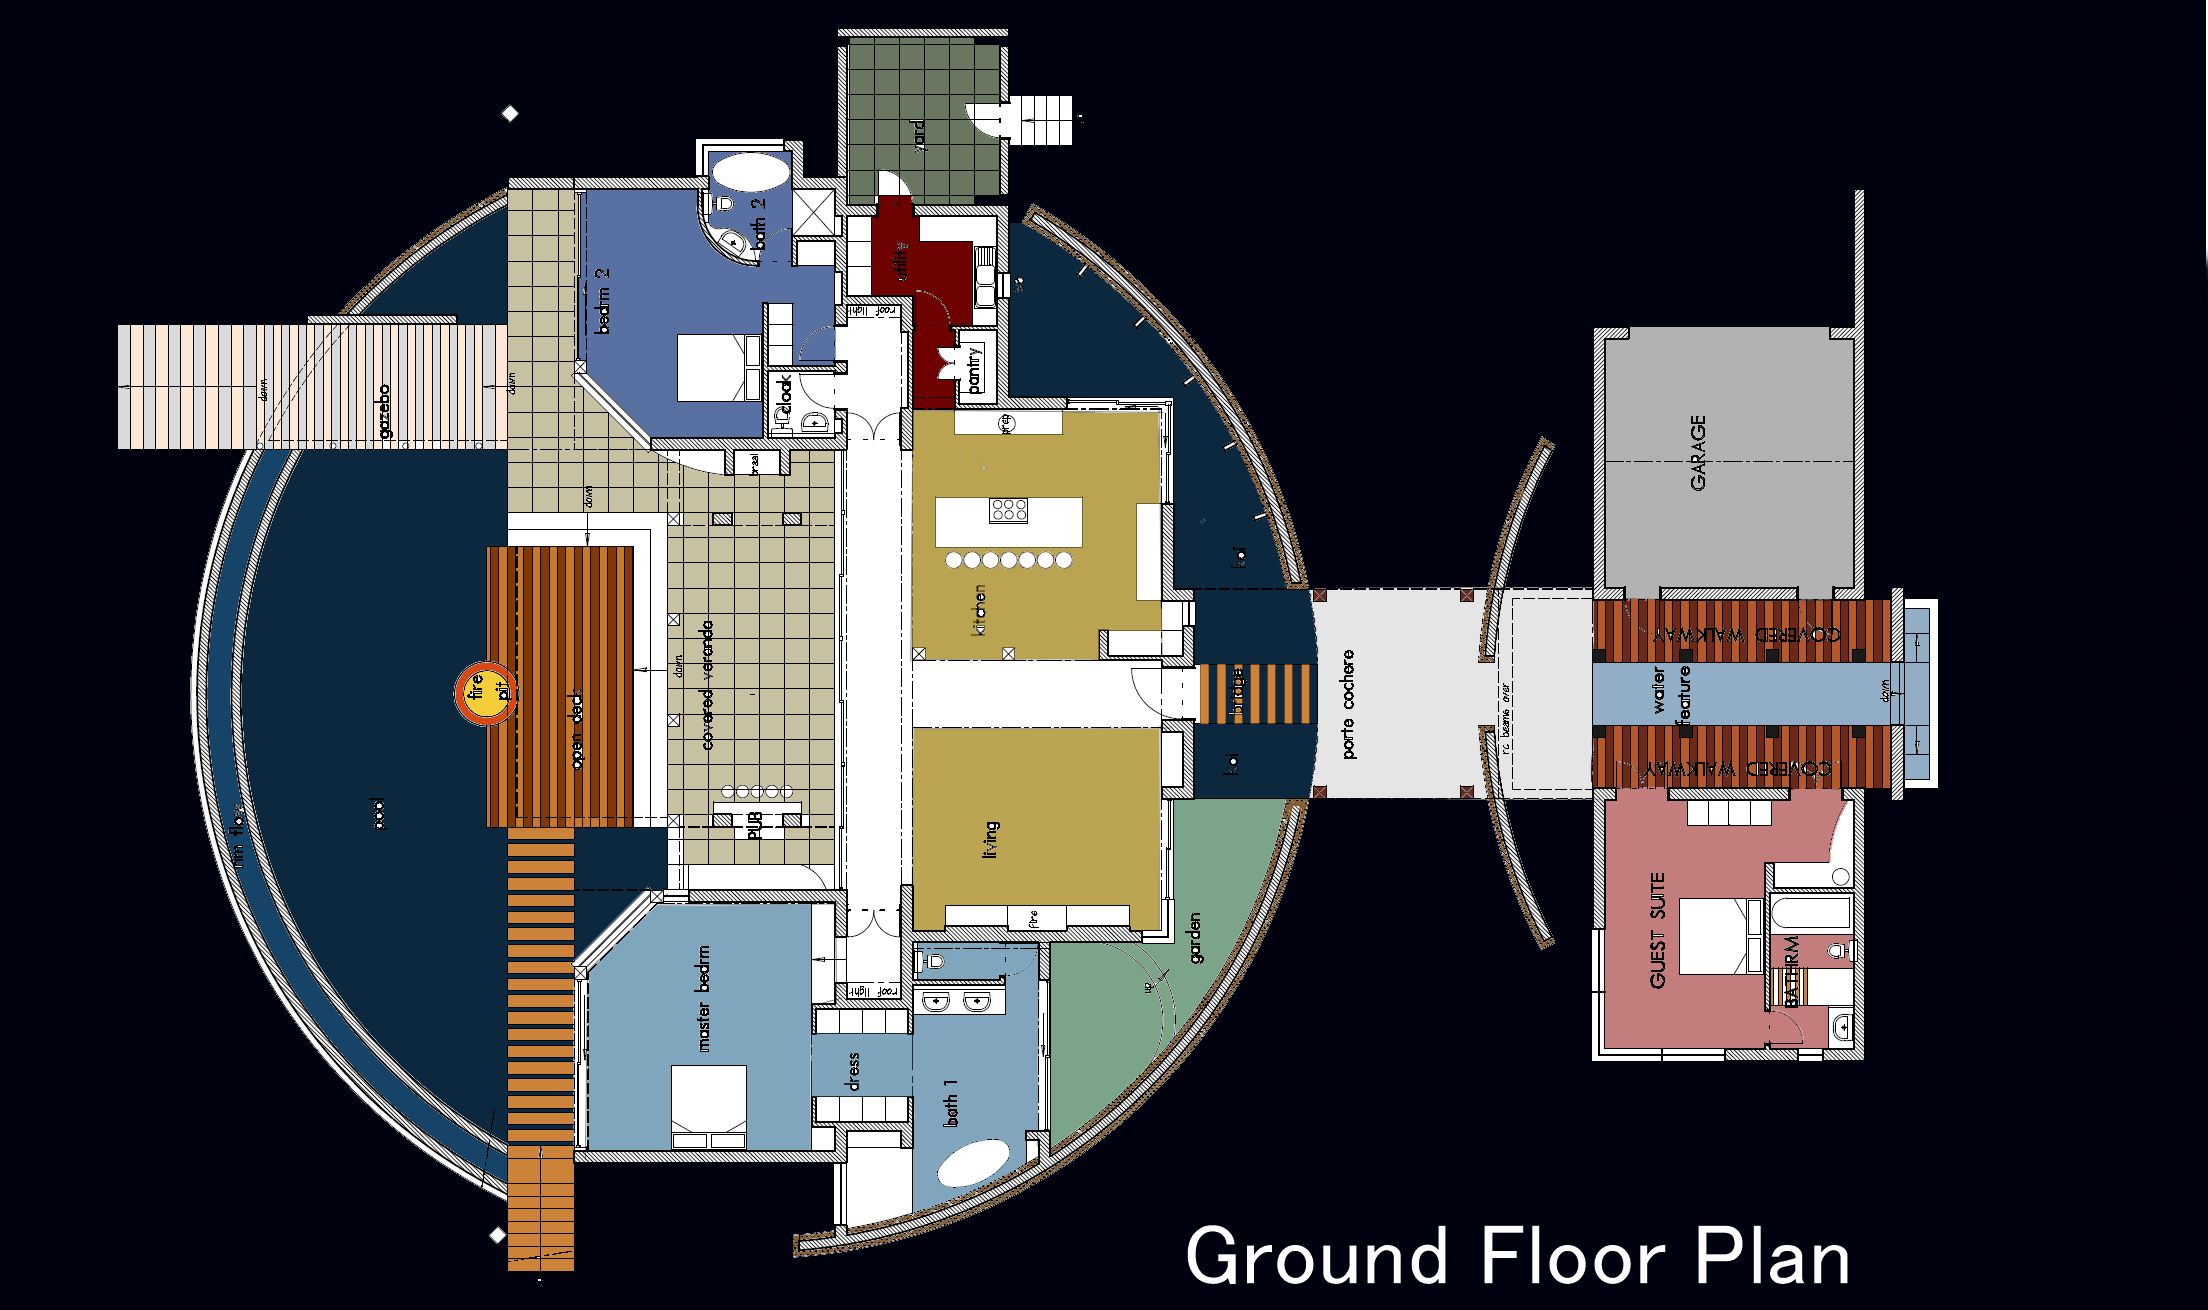 yard
bath 2
utility
bedrm 2
roof light
pantry
cloak
down
gazebo
down
prep
braai
down
GARAGE
koi
kitchen
COVERED WALKWAY
covered veranda
down
fire
pit
open deck
bridge
porte cochere
rc beams over
water
feature
down
koi
COVERED WALKWAY
pool
rim flow
PUB
living
fire
garden
up
GUEST SUITE
BATHRM
master bedrm
roof light
dress
bath 1
Ground Floor Plan